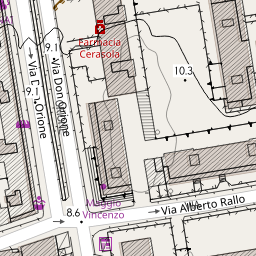 9.1
Farmacia
Cerasola
10.3
9.1
Via Don Orione
Via Don Orione
Maggio
Vincenzo
8.6
Via Alberto Rallo